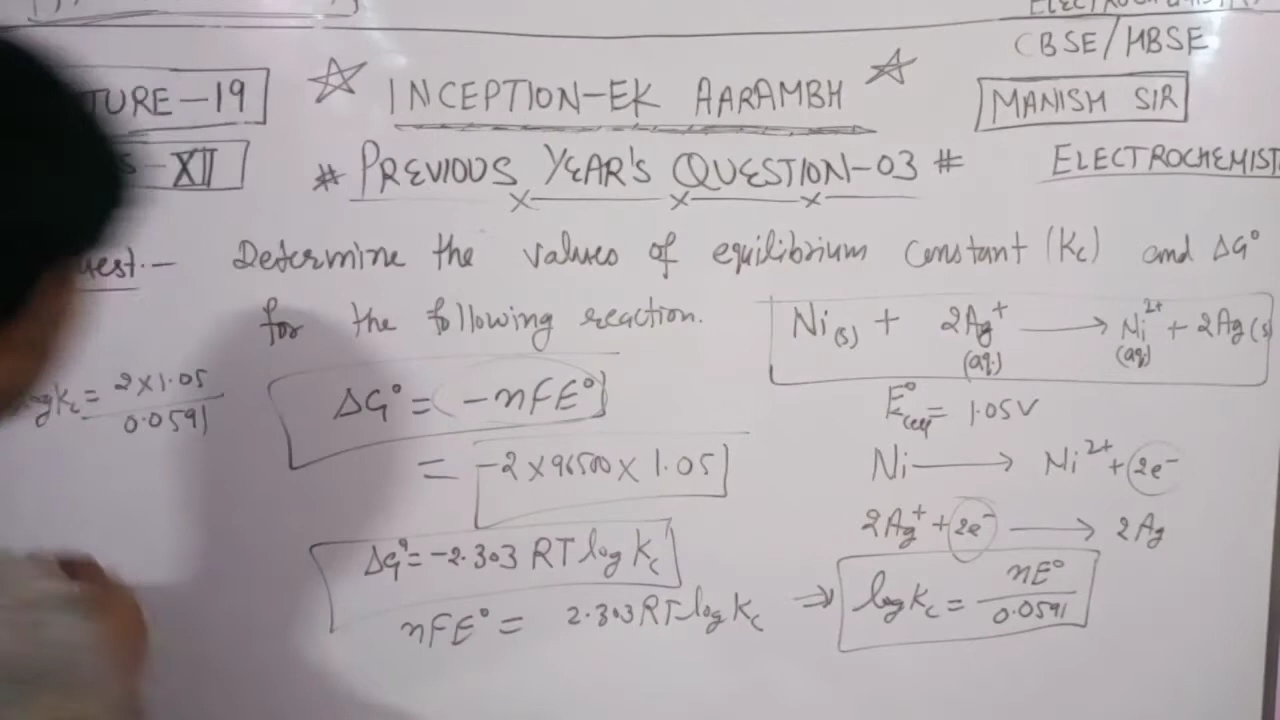 CBSE/HBSE
TURE-19
☆ INCEPTION-EK AARAMBH ☆
MANISH SIR
S-XII
# PREVIOUS YEAR'S QUESTION-03 #
ELECTROCHEMIST
uest.- Determine the values of equilibrium constant (Kc) and ΔG°
for the following reaction.
Ni(s) + 2Ag⁺(aq) ⟶ Ni²⁺(aq) + 2Ag(s
E°cell = 1.05V
gKc = 2×1.05/0.0591
ΔG° = -nFE°
= -2×96500×1.05
Ni ⟶ Ni²⁺ + 2e⁻
2Ag⁺ + 2e⁻ ⟶ 2Ag
ΔG° = -2.303 RT log Kc
nFE° = 2.303 RT log Kc ⇒ log Kc = nE°/0.0591